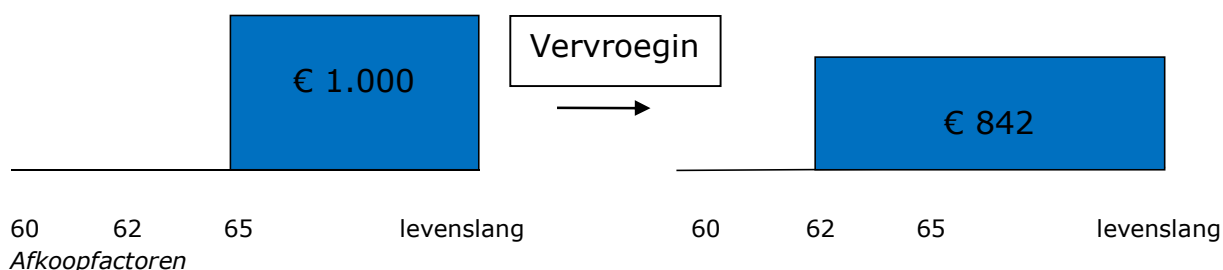 Vervroegin
€ 1.000
€ 842
60 62 65 levenslang 60 62 65 levenslang
Afkoopfactoren